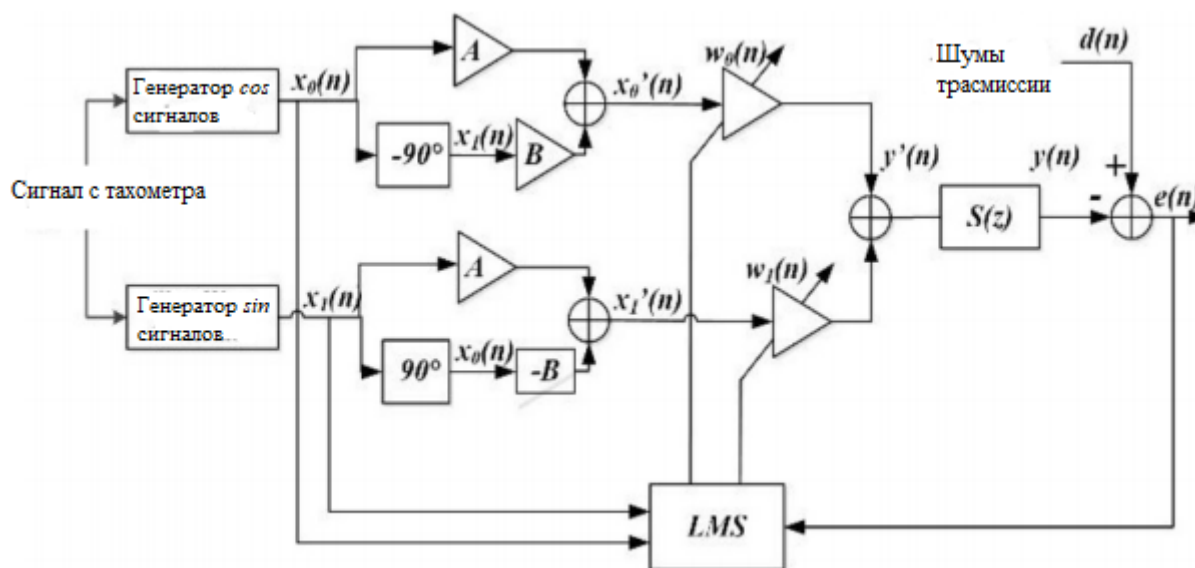 Шумы
трасмиссии
d(n)
A
w₀(n)
Генератор cos
сигналов
x₀(n)
x₀'(n)
-90°
x₁(n)
B
y'(n)
y(n)
+
-
e(n)
Сигнал с тахометра
S(z)
A
w₁(n)
Генератор sin
сигналов...
x₁(n)
x₁'(n)
90°
x₀(n)
-B
LMS